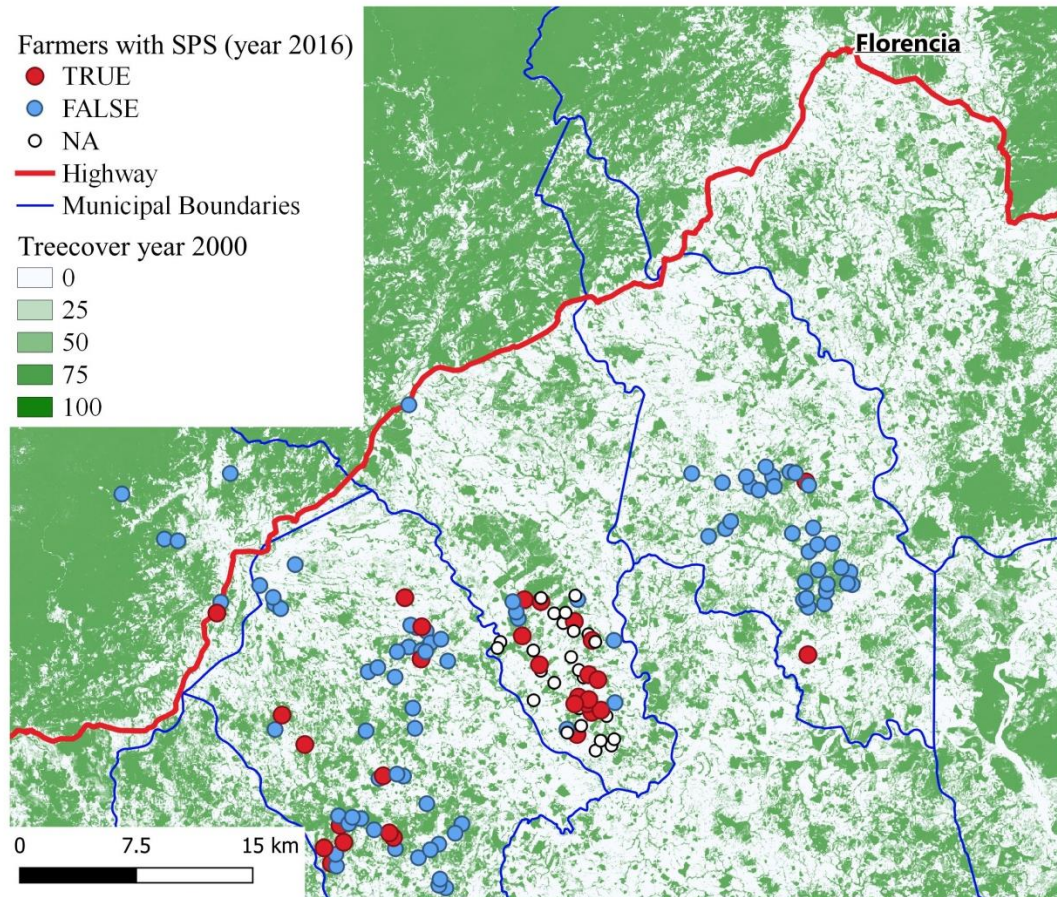 Farmers with SPS (year 2016)
TRUE
FALSE
NA
Highway
Municipal Boundaries
Treecover year 2000
0
25
50
75
100
Florencia
0 7.5 15 km